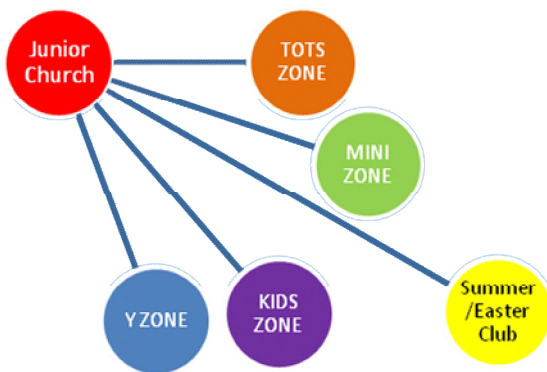 Junior
Church
TOTS
ZONE
MINI
ZONE
Y ZONE
KIDS
ZONE
Summer
/Easter
Club